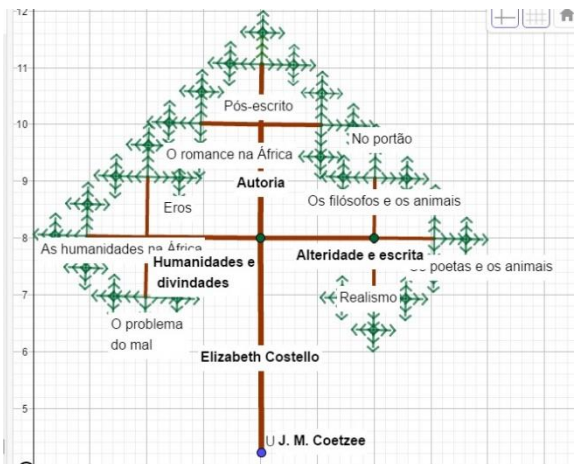 12
11
Pós-escrito
10
No portão
O romance na África
9
Autoria
Os filósofos e os animais
Eros
8
As humanidades na África
Alteridade e escrita
Humanidades e
divindades
poetas e os animais
7
Realismo
O problema
do mal
6
Elizabeth Costello
5
U J. M. Coetzee